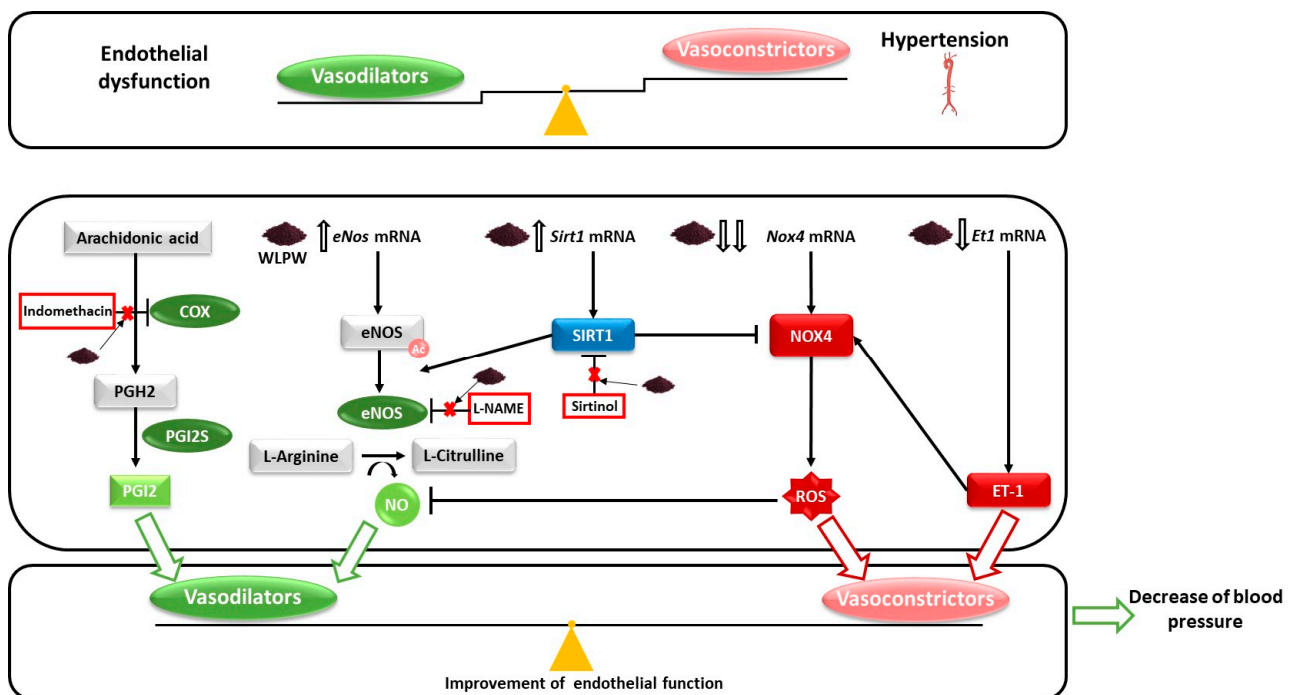 Endothelial
dysfunction
Vasodilators
Vasoconstrictors
Hypertension
Arachidonic acid
WLPW
eNos mRNA
Sirt1 mRNA
Nox4 mRNA
Et1 mRNA
Indomethacin
COX
eNOS
Ac
SIRT1
NOX4
PGH2
eNOS
L-NAME
Sirtinol
PGI2S
L-Arginine
L-Citrulline
PGI2
NO
ROS
ET-1
Vasodilators
Vasoconstrictors
Decrease of blood
pressure
Improvement of endothelial function